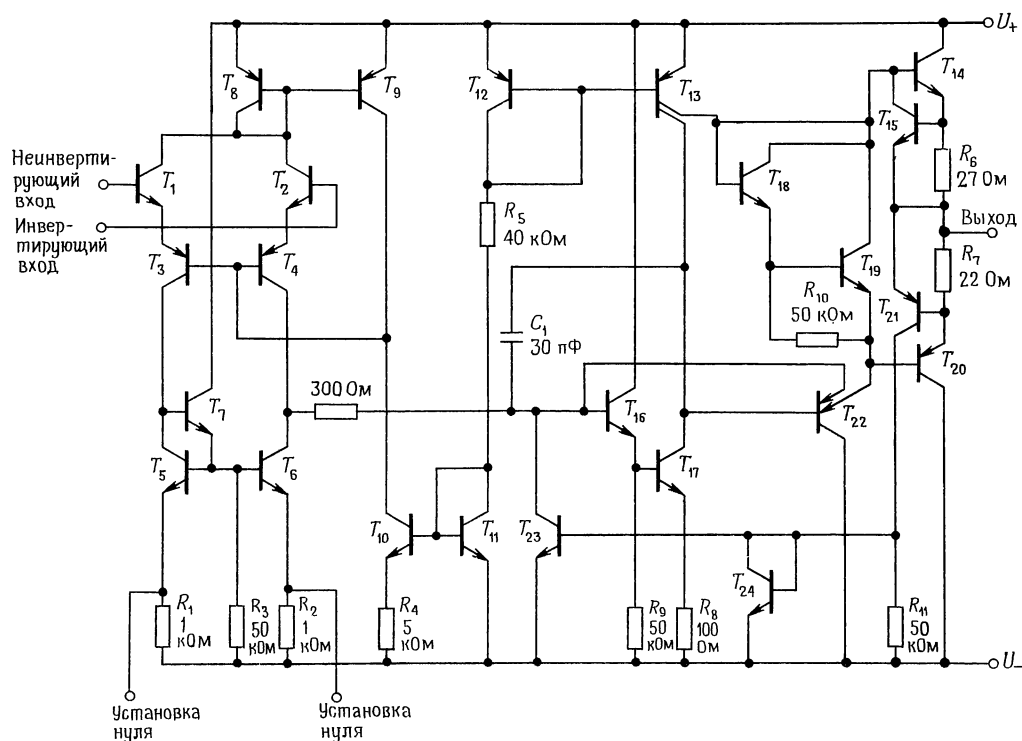 U₊
T₈
T₉
T₁₂
T₁₃
T₁₄
T₁₅
R₆
27 Ом
Неинверти-
рующий
вход
T₁
T₂
T₁₈
Инвер-
тирующий
вход
R₅
40 кОм
Выход
T₃
T₄
T₁₉
R₇
22 Ом
R₁₀
50 кОм
T₂₁
C₁
30 пФ
T₂₀
300 Ом
T₇
T₁₆
T₂₂
T₅
T₆
T₁₇
T₁₀
T₁₁
T₂₃
T₂₄
R₁
1
кОм
R₃
50
кОм
R₂
1
кОм
R₄
5
кОм
R₉
50
кОм
R₈
100
Ом
R₁₁
50
кОм
U₋
Установка
нуля
Установка
нуля